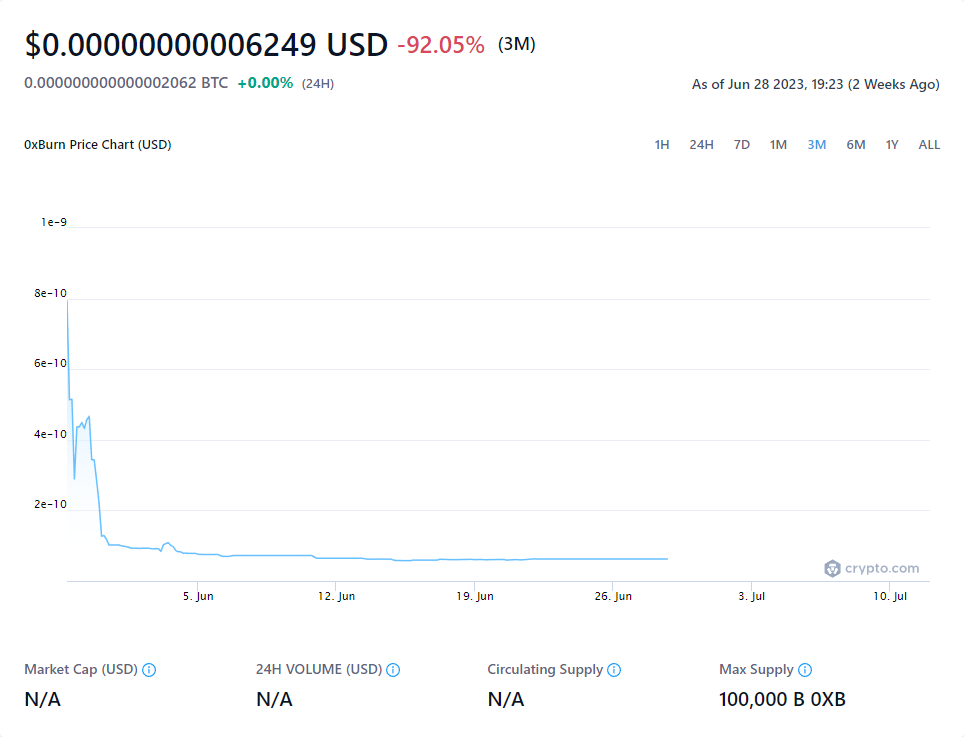 $0.00000000006249 USD -92.05% (3M)
0.000000000000002062 BTC +0.00% (24H)
As of Jun 28 2023, 19:23 (2 Weeks Ago)
0xBurn Price Chart (USD)
1H 24H 7D 1M 3M 6M 1Y ALL
1e-9
8e-10
6e-10
4e-10
2e-10
crypto.com
5. Jun 12. Jun 19. Jun 26. Jun 3. Jul 10. Jul
Market Cap (USD) 24H VOLUME (USD) Circulating Supply Max Supply
N/A N/A N/A 100,000 B 0XB